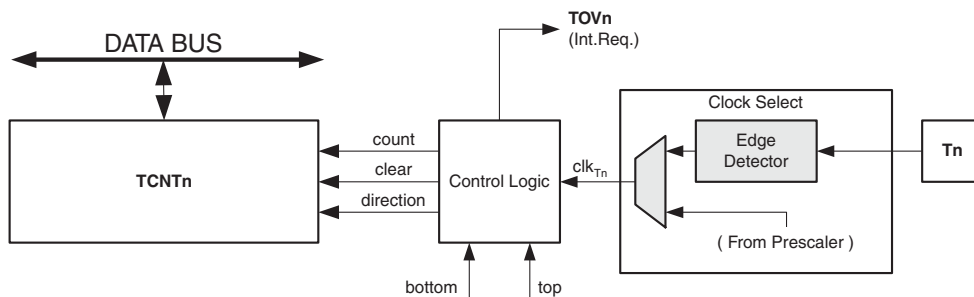 DATA BUS
TOVn
(Int.Req.)
Clock Select
TCNTn
count
clear
direction
Control Logic
clkTn
Edge
Detector
Tn
( From Prescaler )
bottom
top